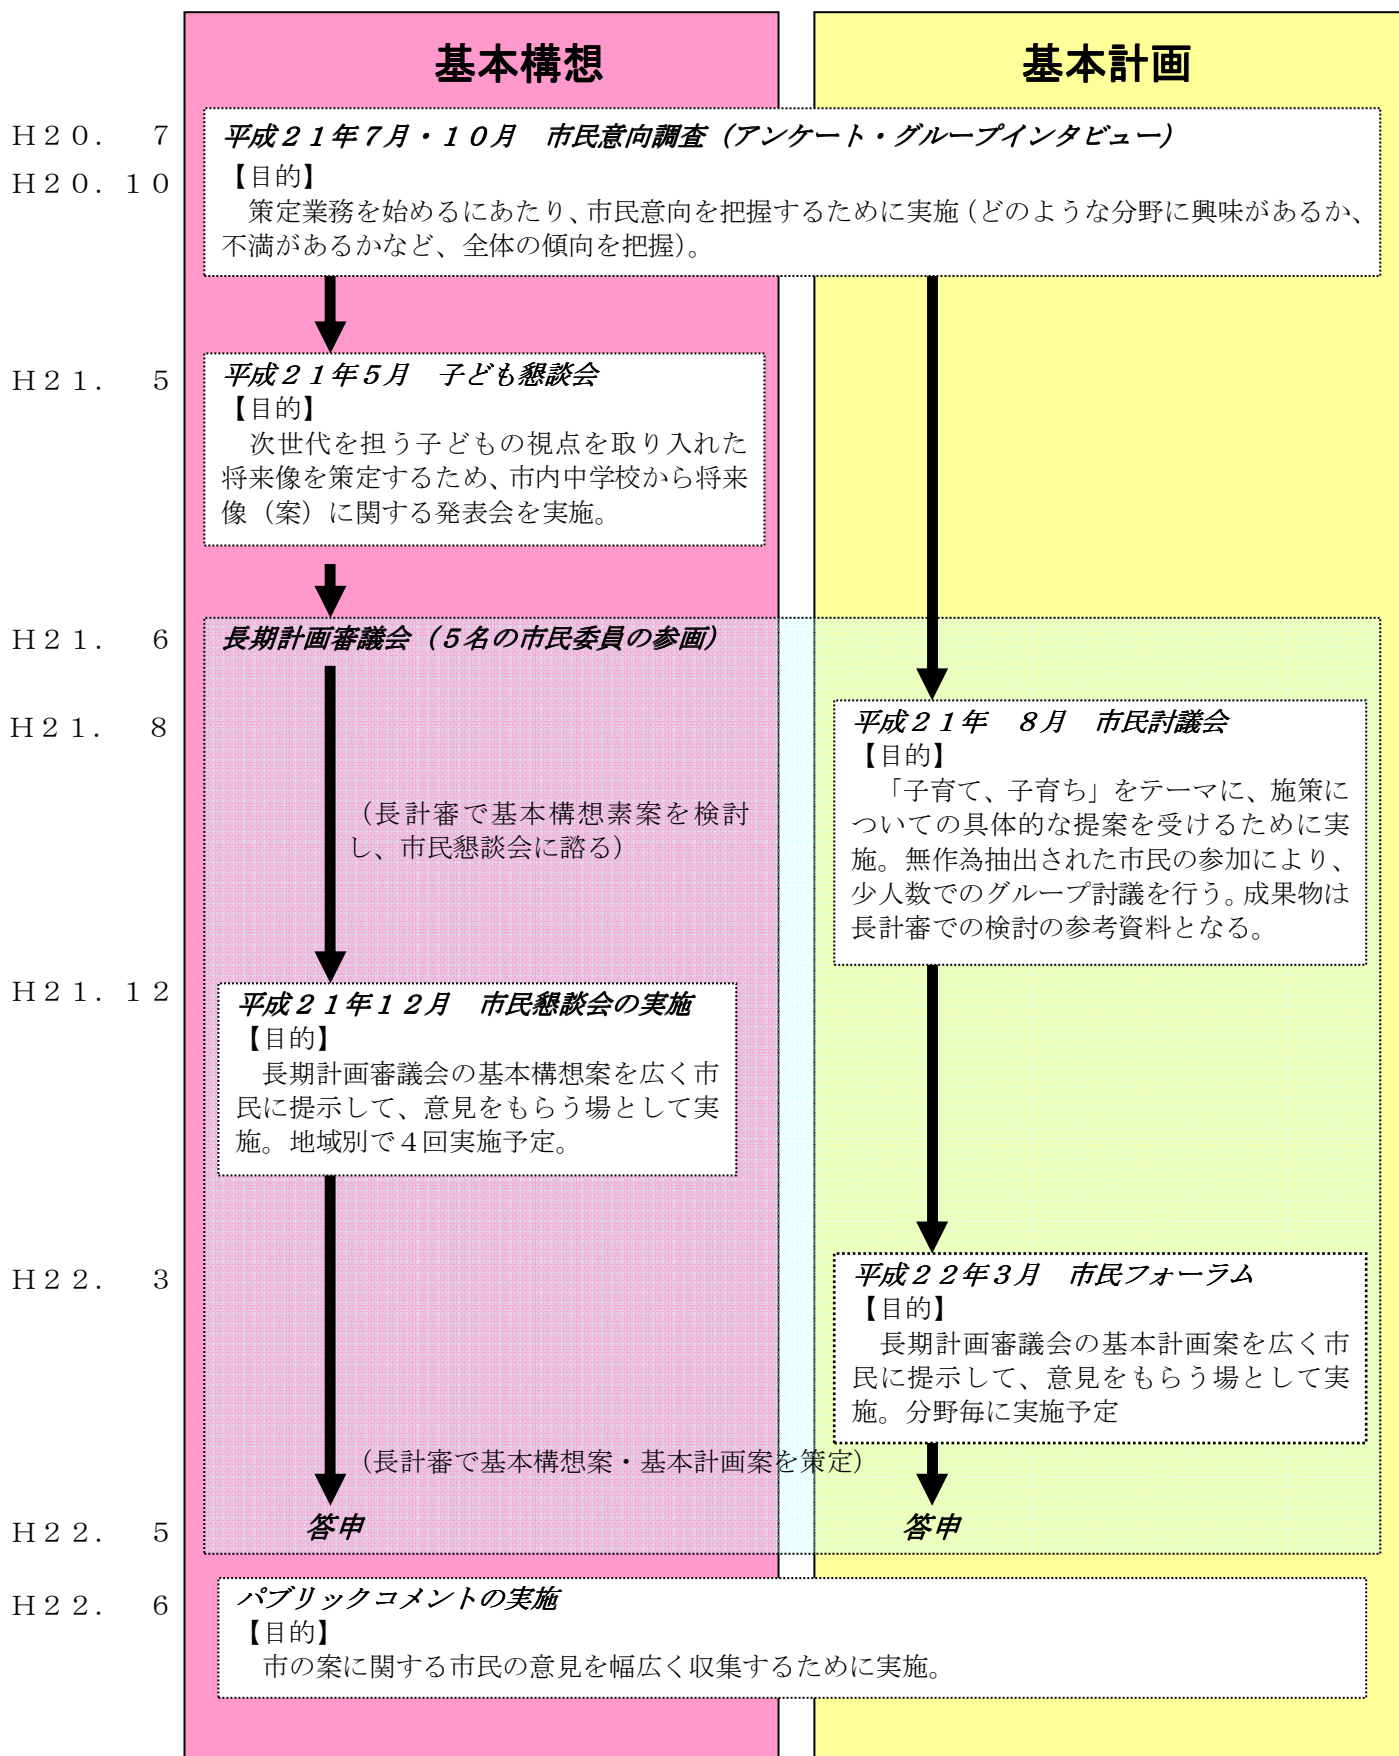 基本構想
基本計画
H20. 7
H20. 10
平成21年7月・10月　市民意向調査（アンケート・グループインタビュー）
【目的】
　策定業務を始めるにあたり、市民意向を把握するために実施（どのような分野に興味があるか、
不満があるかなど、全体の傾向を把握）。
H21. 5
平成21年5月　子ども懇談会
【目的】
　次世代を担う子どもの視点を取り入れた
将来像を策定するため、市内中学校から将来
像（案）に関する発表会を実施。
H21. 6
長期計画審議会（5名の市民委員の参画）
H21. 8
平成21年　8月　市民討議会
【目的】
　「子育て、子育ち」をテーマに、施策に
ついての具体的な提案を受けるために実
施。無作為抽出された市民の参加により、
少人数でのグループ討議を行う。成果物は
長計審での検討の参考資料となる。
（長計審で基本構想素案を検討
し、市民懇談会に諮る）
H21. 12
平成21年12月　市民懇談会の実施
【目的】
　長期計画審議会の基本構想案を広く市
民に提示して、意見をもらう場として実
施。地域別で４回実施予定。
H22. 3
平成22年3月　市民フォーラム
【目的】
　長期計画審議会の基本計画案を広く市
民に提示して、意見をもらう場として実
施。分野毎に実施予定
（長計審で基本構想案・基本計画案を策定）
H22. 5
答申
答申
H22. 6
パブリックコメントの実施
【目的】
　市の案に関する市民の意見を幅広く収集するために実施。